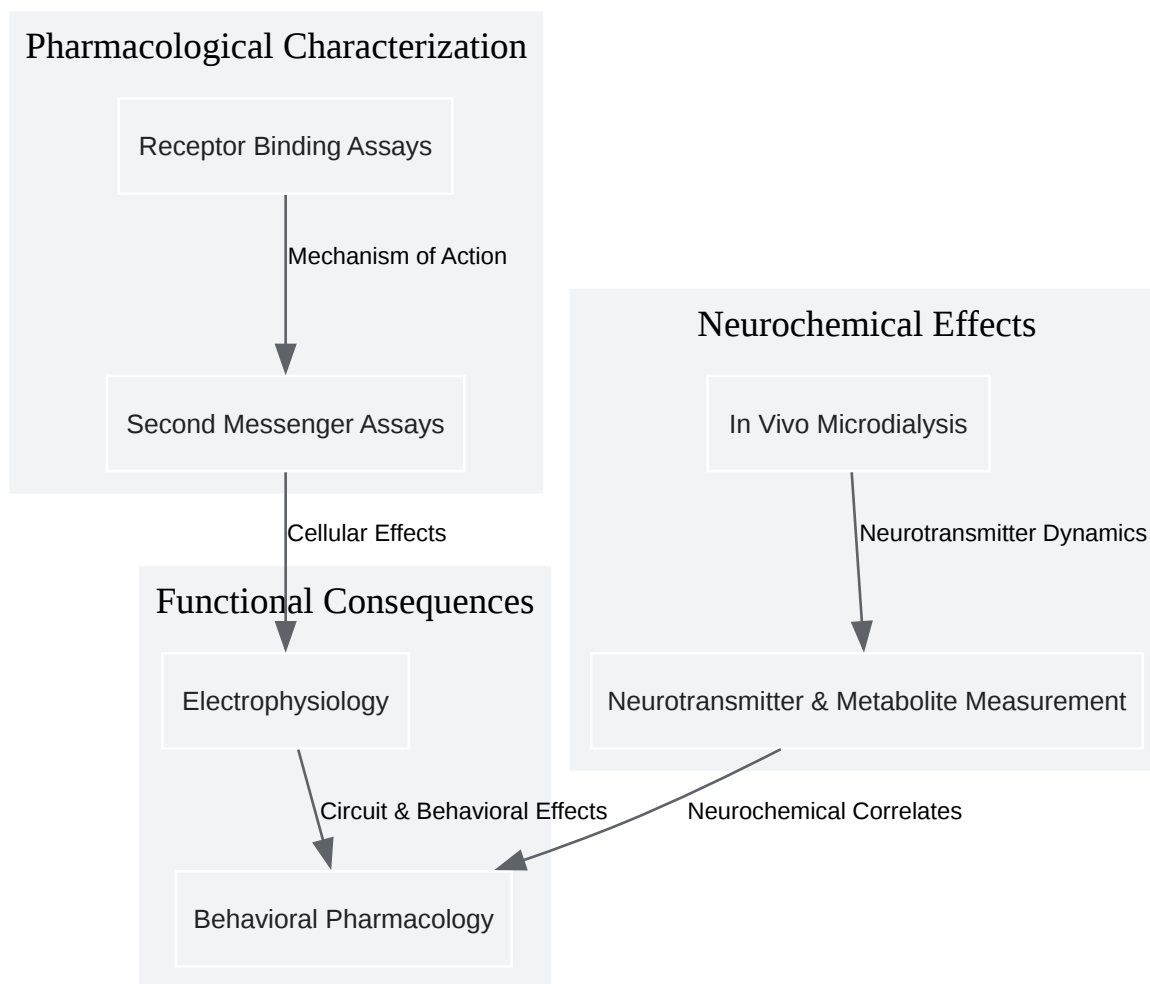 Pharmacological Characterization
Receptor Binding Assays
Mechanism of Action
Second Messenger Assays
Cellular Effects
Neurochemical Effects
In Vivo Microdialysis
Neurotransmitter Dynamics
Neurotransmitter & Metabolite Measurement
Neurochemical Correlates
Functional Consequences
Electrophysiology
Circuit & Behavioral Effects
Behavioral Pharmacology